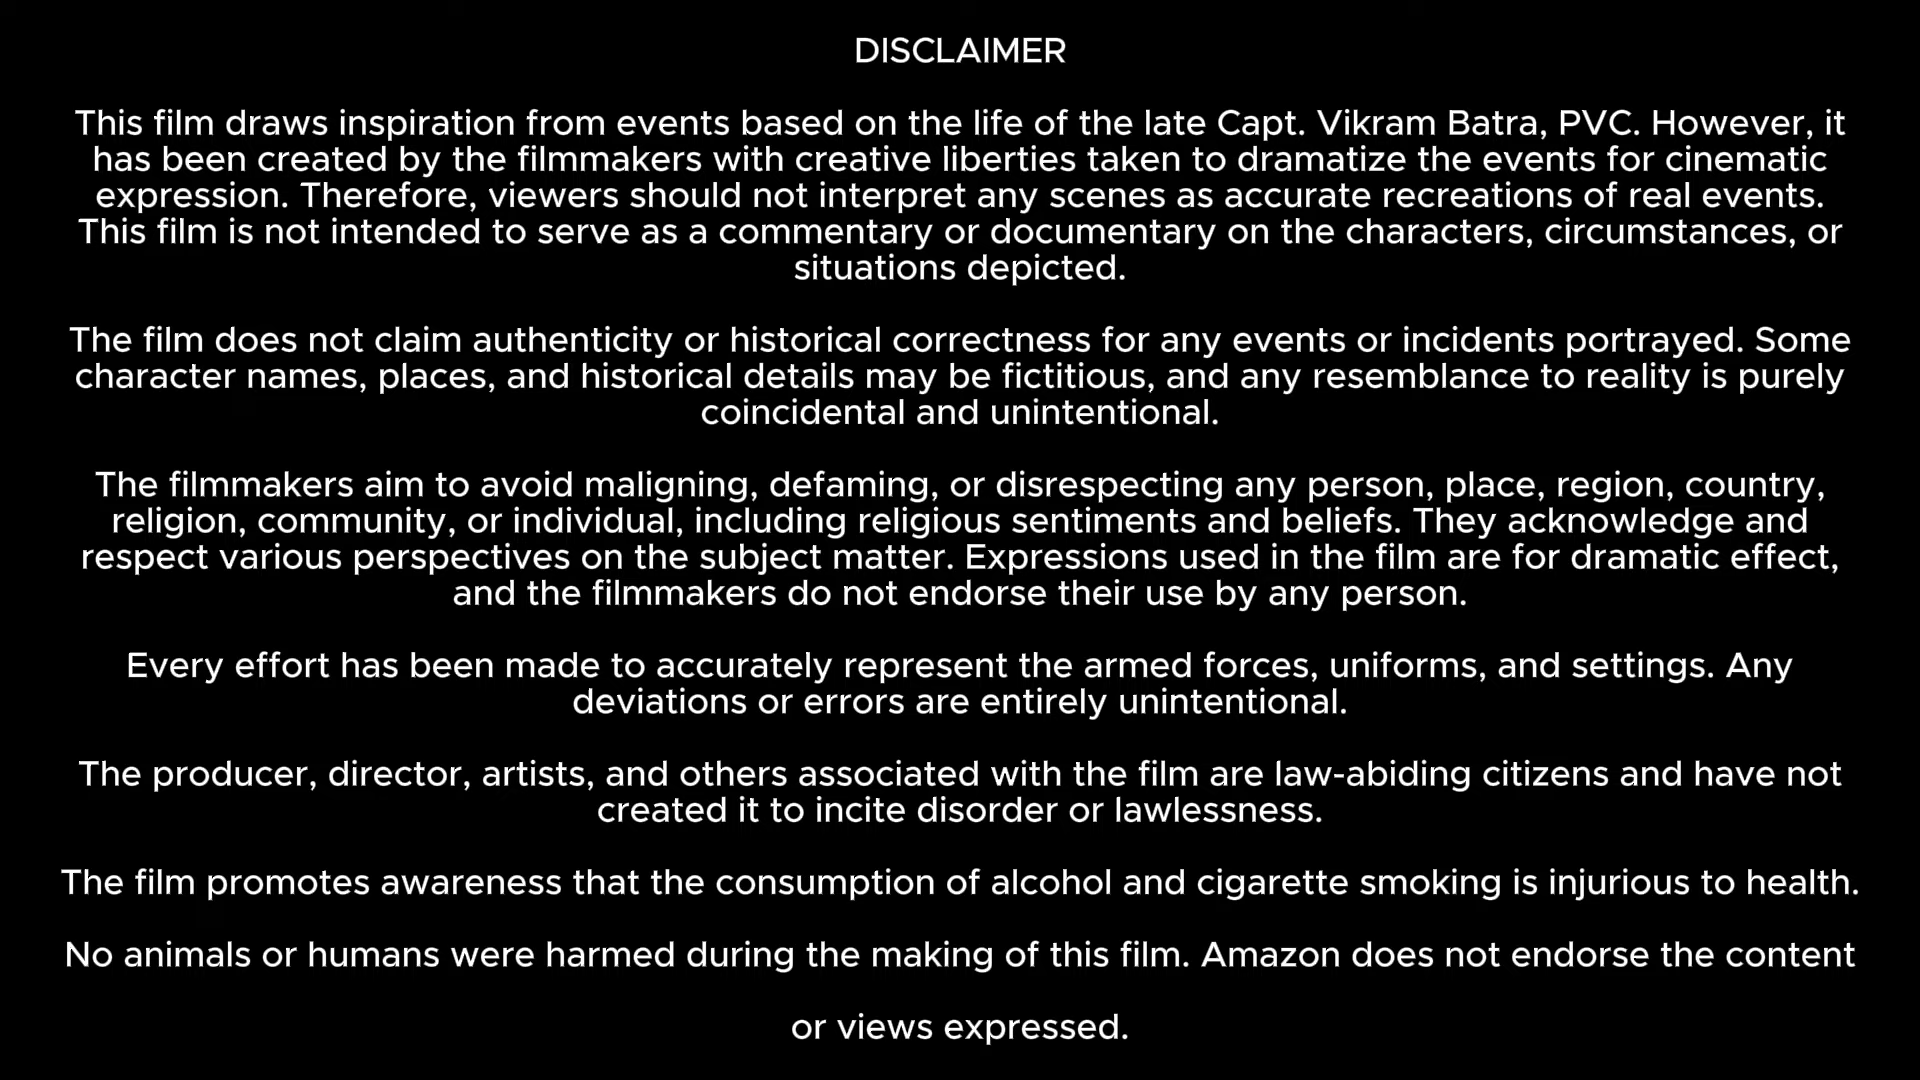 DISCLAIMER
This film draws inspiration from events based on the life of the late Capt. Vikram Batra, PVC. However, it
has been created by the filmmakers with creative liberties taken to dramatize the events for cinematic
expression. Therefore, viewers should not interpret any scenes as accurate recreations of real events.
This film is not intended to serve as a commentary or documentary on the characters, circumstances, or
situations depicted.
The film does not claim authenticity or historical correctness for any events or incidents portrayed. Some
character names, places, and historical details may be fictitious, and any resemblance to reality is purely
coincidental and unintentional.
The filmmakers aim to avoid maligning, defaming, or disrespecting any person, place, region, country,
religion, community, or individual, including religious sentiments and beliefs. They acknowledge and
respect various perspectives on the subject matter. Expressions used in the film are for dramatic effect,
and the filmmakers do not endorse their use by any person.
Every effort has been made to accurately represent the armed forces, uniforms, and settings. Any
deviations or errors are entirely unintentional.
The producer, director, artists, and others associated with the film are law-abiding citizens and have not
created it to incite disorder or lawlessness.
The film promotes awareness that the consumption of alcohol and cigarette smoking is injurious to health.
No animals or humans were harmed during the making of this film. Amazon does not endorse the content
or views expressed.